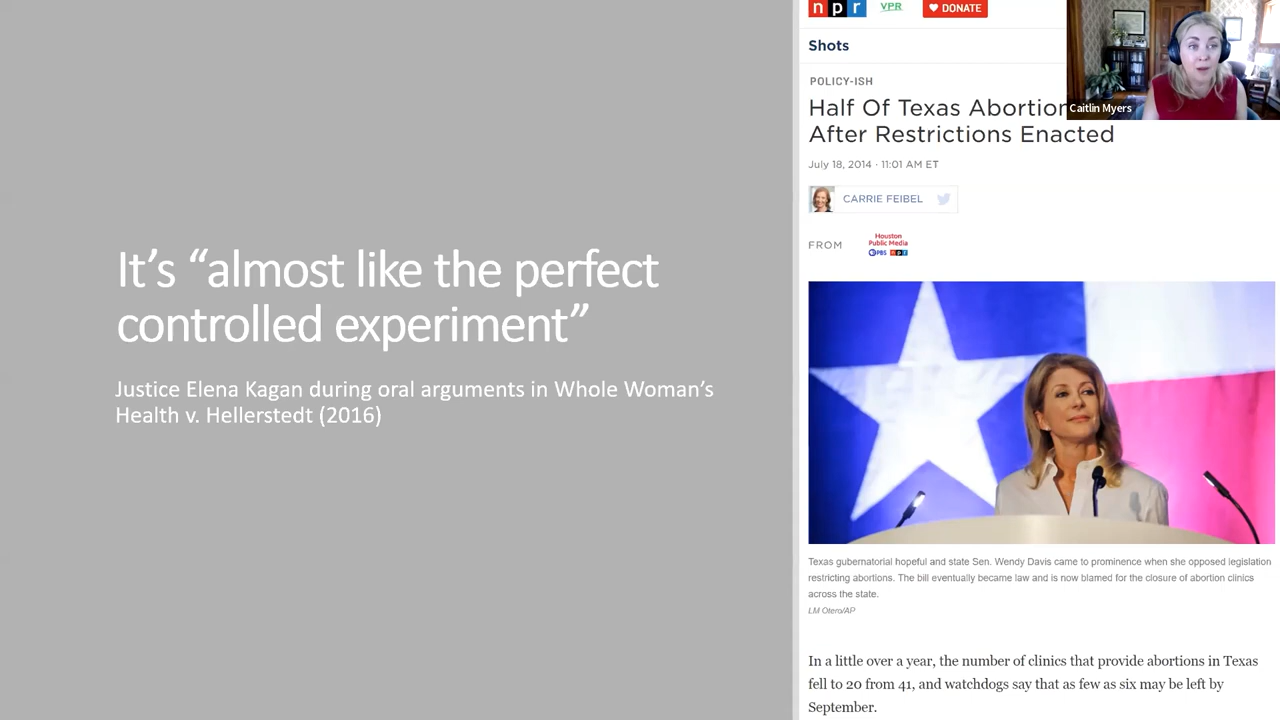 It's “almost like the perfect
controlled experiment”
Justice Elena Kagan during oral arguments in Whole Woman's
Health v. Hellerstedt (2016)
npr
VPR
DONATE
Shots
POLICY-ISH
Half Of Texas Abortion
After Restrictions Enacted
July 18, 2014 · 11:01 AM ET
CARRIE FEIBEL
FROM
Houston
Public Media
PBS npr
Texas gubernatorial hopeful and state Sen. Wendy Davis came to prominence when she opposed legislation
restricting abortions. The bill eventually became law and is now blamed for the closure of abortion clinics
across the state.
LM Otero/AP
In a little over a year, the number of clinics that provide abortions in Texas
fell to 20 from 41, and watchdogs say that as few as six may be left by
September.
Caitlin Myers